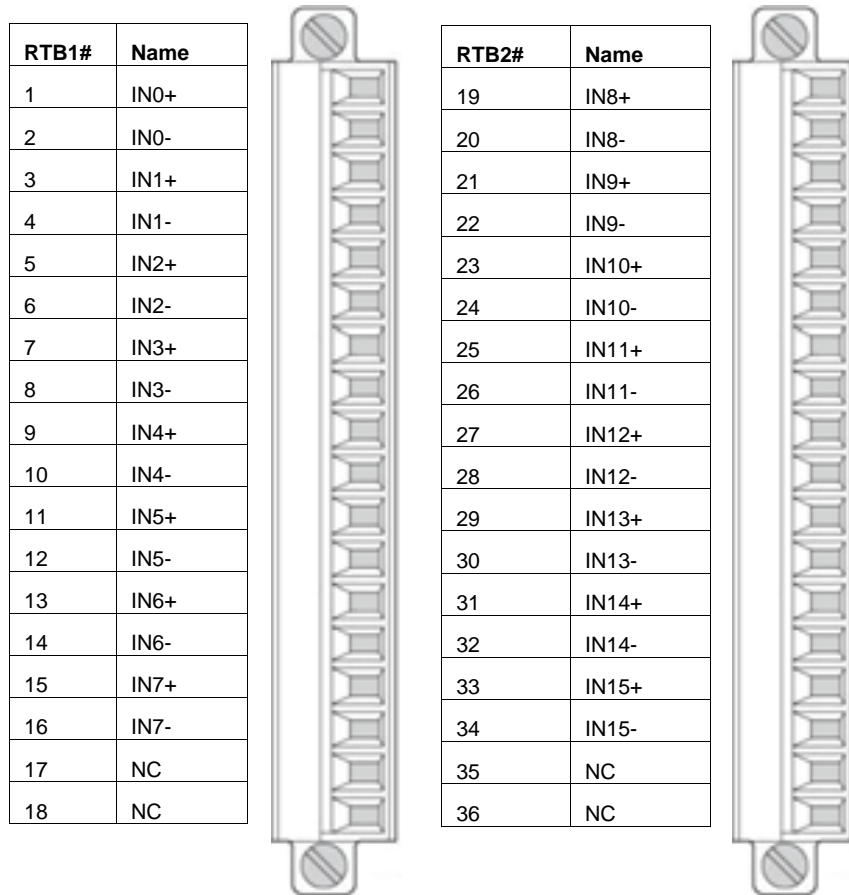 RTB1# Name
1 IN0+
2 IN0-
3 IN1+
4 IN1-
5 IN2+
6 IN2-
7 IN3+
8 IN3-
9 IN4+
10 IN4-
11 IN5+
12 IN5-
13 IN6+
14 IN6-
15 IN7+
16 IN7-
17 NC
18 NC
RTB2# Name
19 IN8+
20 IN8-
21 IN9+
22 IN9-
23 IN10+
24 IN10-
25 IN11+
26 IN11-
27 IN12+
28 IN12-
29 IN13+
30 IN13-
31 IN14+
32 IN14-
33 IN15+
34 IN15-
35 NC
36 NC